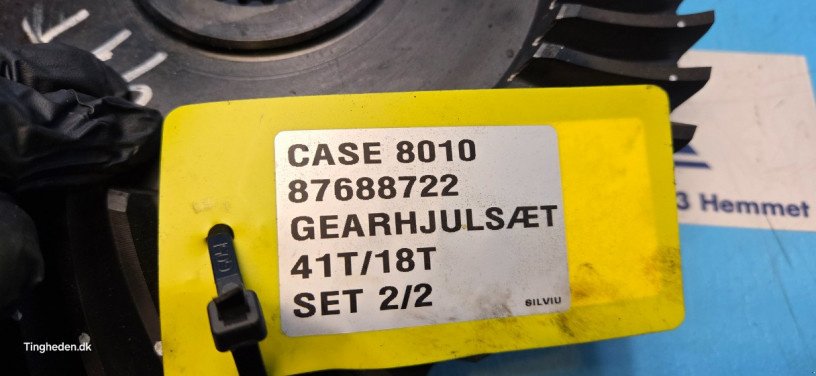 CASE 8010
87688722
GEARHJULSÆT
41T/18T
SET 2/2
SILVIU
3 Hemmet
Tingheden.dk